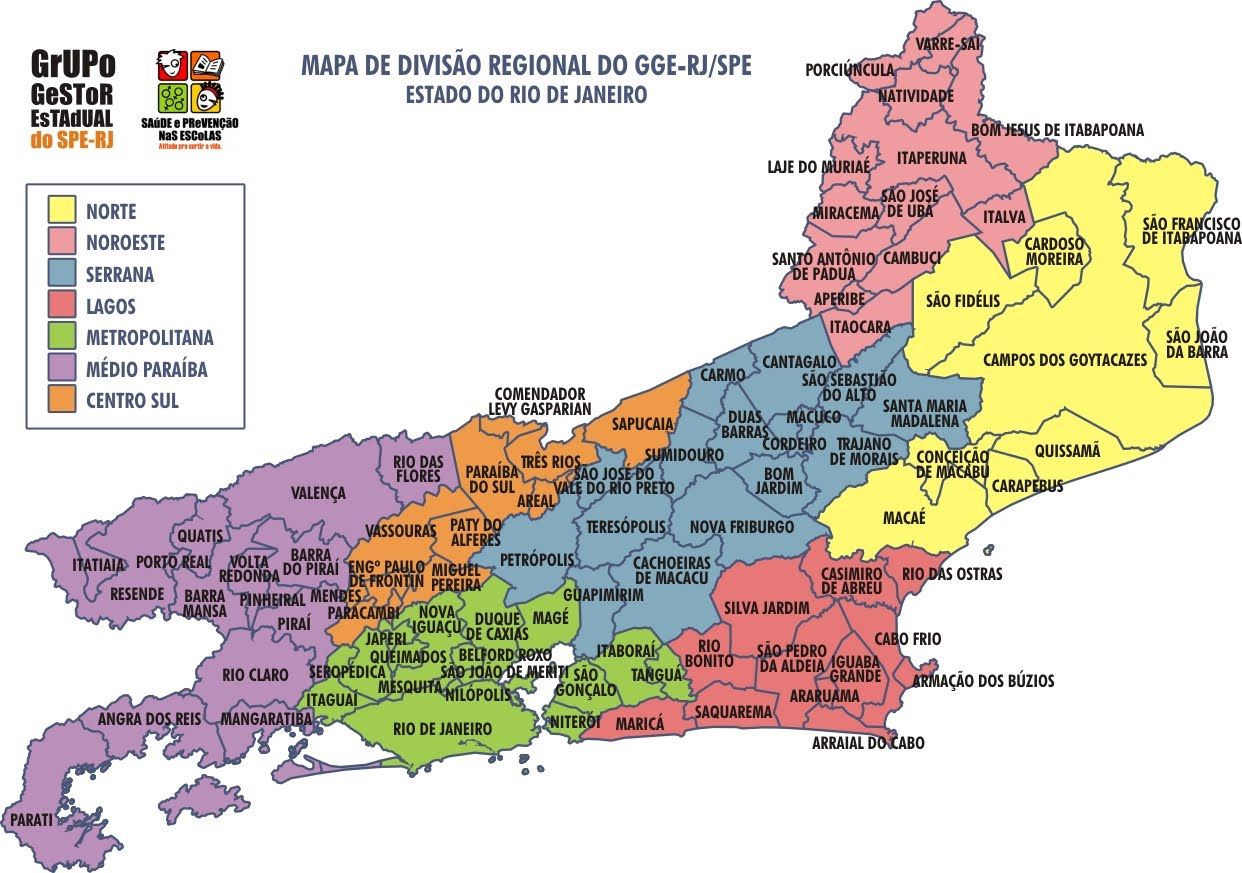 GrUPo
GeSToR
EsTAdUAL
do SPE-RJ
SAúDE e PReVENÇÃO
NaS ESCoLAS
Atitude pra curtir a vida.
MAPA DE DIVISÃO REGIONAL DO GGE-RJ/SPE
ESTADO DO RIO DE JANEIRO
NORTE
NOROESTE
SERRANA
LAGOS
METROPOLITANA
MÉDIO PARAÍBA
CENTRO SUL
VARRE-SAI
PORCIÚNCULA
NATIVIDADE
BOM JESUS DE ITABAPOANA
ITAPERUNA
LAJE DO MURIAÉ
SÃO JOSÉ
DE UBÁ
MIRACEMA
ITALVA
SÃO FRANCISCO
DE ITABAPOANA
CARDOSO
MOREIRA
SANTO ANTÔNIO
DE PÁDUA
CAMBUCI
APERIBE
SÃO FIDÉLIS
ITAOCARA
SÃO JOÃO
DA BARRA
CAMPOS DOS GOYTACAZES
CANTAGALO
CARMO
SÃO SEBASTIÃO
DO ALTO
COMENDADOR
LEVY GASPARIAN
SAPUCAIA
DUAS
BARRAS
MACUCO
SANTA MARIA
MADALENA
CORDEIRO
TRAJANO
DE MORAIS
SUMIDOURO
CONCEIÇÃO
DE MACABU
QUISSAMÃ
CARAPEBUS
RIO DAS
FLORES
PARAÍBA
DO SUL
TRÊS RIOS
SÃO JOSÉ DO
VALE DO RIO PRETO
BOM
JARDIM
VALENÇA
AREAL
MACAÉ
VASSOURAS
PATY DO
ALFERES
TERESÓPOLIS
NOVA FRIBURGO
QUATIS
PETRÓPOLIS
ITATIAIA
PORTO REAL
VOLTA
REDONDA
BARRA
DO PIRAÍ
ENGº PAULO
DE FRONTIN
MIGUEL
PEREIRA
CACHOEIRAS
DE MACACU
CASIMIRO
DE ABREU
RIO DAS OSTRAS
RESENDE
BARRA
MANSA
PINHEIRAL
MENDES
GUAPIMIRIM
SILVA JARDIM
PIRAÍ
PARACAMBI
NOVA
IGUAÇU
DUQUE
DE CAXIAS
MAGÉ
JAPERI
CABO FRIO
QUEIMADOS
BELFORD ROXO
ITABORAÍ
RIO
BONITO
SÃO PEDRO
DA ALDEIA
IGUABA
GRANDE
RIO CLARO
SEROPÉDICA
SÃO JOÃO DE MERITI
SÃO
GONÇALO
TANGUÁ
ARMAÇÃO DOS BÚZIOS
MESQUITA
NILÓPOLIS
ARARUAMA
ITAGUAÍ
SAQUAREMA
ANGRA DOS REIS
MANGARATIBA
RIO DE JANEIRO
NITERÓI
MARICÁ
ARRAIAL DO CABO
PARATI